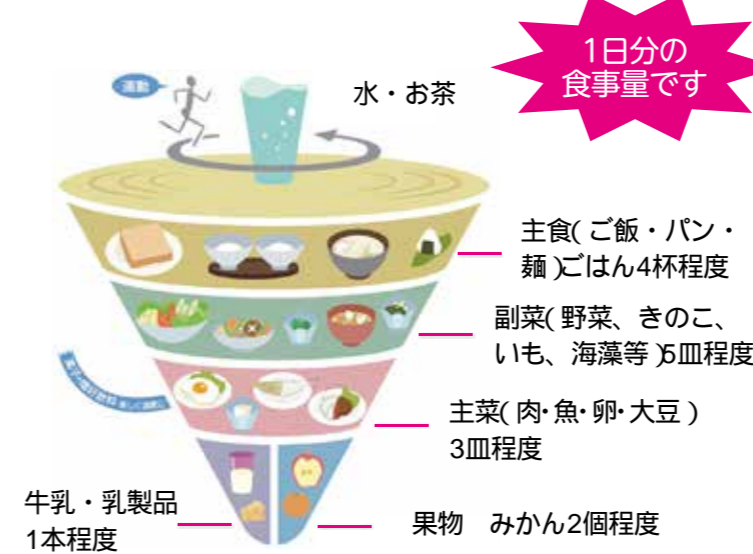 1日分の
食事量です
運動
水・お茶
主食(ご飯・パン・
麺)ごはん4杯程度
副菜(野菜、きのこ、
いも、海藻等)5皿程度
主菜(肉・魚・卵・大豆)
3皿程度
牛乳・乳製品
1本程度
果物　みかん2個程度